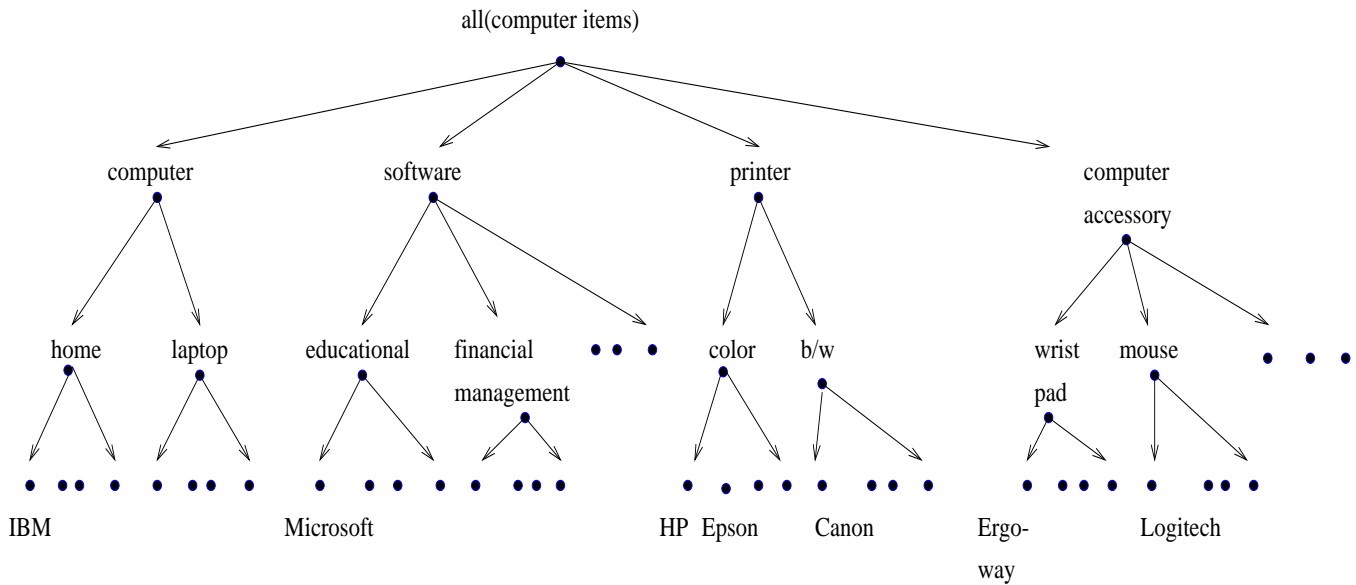 all(computer items)
computer software printer computer
accessory
home laptop educational financial color b/w wrist mouse
management pad
IBM Microsoft HP Epson Canon Ergo- Logitech
way